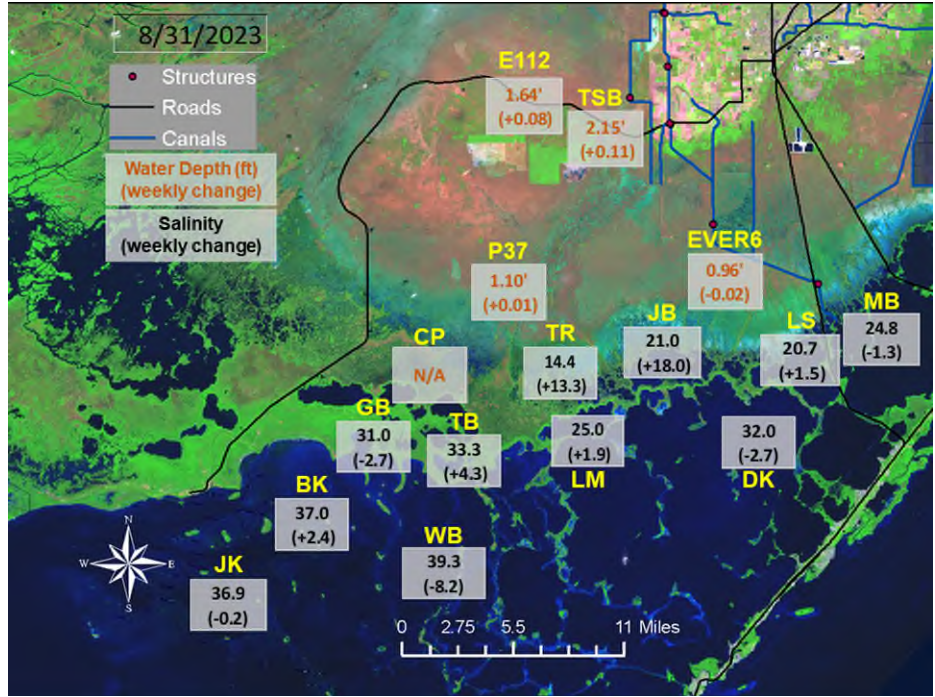 8/31/2023
Structures
Roads
Canals
Water Depth (ft)
(weekly change)
Salinity
(weekly change)
E112
1.64'
(+0.08)
TSB
2.15'
(+0.11)
P37
1.10'
(+0.01)
EVER6
0.96'
(-0.02)
MB
24.8
(-1.3)
LS
20.7
(+1.5)
JB
21.0
(+18.0)
TR
14.4
(+13.3)
CP
N/A
GB
31.0
(-2.7)
TB
33.3
(+4.3)
25.0
(+1.9)
LM
32.0
(-2.7)
DK
BK
37.0
(+2.4)
WB
39.3
(-8.2)
JK
36.9
(-0.2)
N
W E
S
0 2.75 5.5 11 Miles